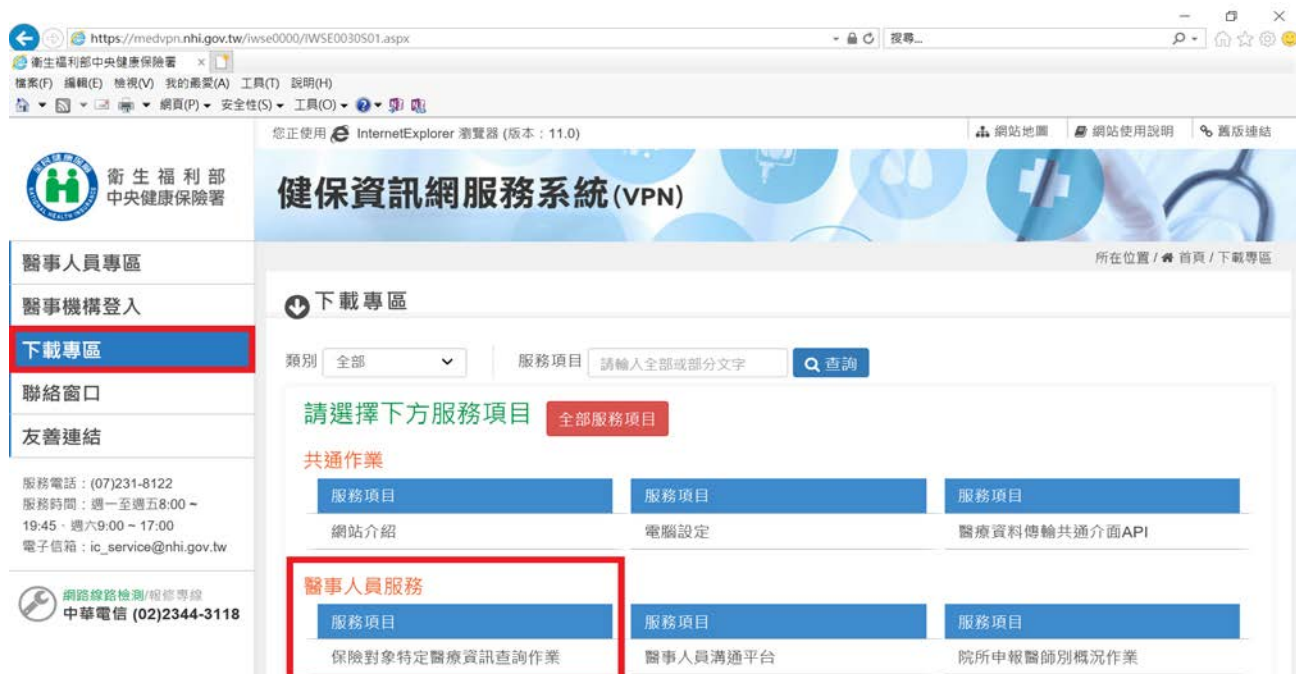 https://medvpn.nhi.gov.tw/iwse0000/IWSE0030S01.aspx 搜尋...
衛生福利部中央健康保險署
檔案(F) 編輯(E) 檢視(V) 我的最愛(A) 工具(T) 說明(H)
網頁(P) 安全性(S) 工具(O)
您正使用 InternetExplorer 瀏覽器 (版本：11.0) 網站地圖 網站使用說明 舊版連結
衛生福利部
中央健康保險署
健保資訊網服務系統(VPN)
所在位置 / 首頁 / 下載專區
醫事人員專區
醫事機構登入
下載專區
聯絡窗口
友善連結
服務電話：(07)231-8122
服務時間：週一至週五8:00 ~
19:45、週六9:00 ~ 17:00
電子信箱：ic_service@nhi.gov.tw
網路線路檢測/報修專線
中華電信 (02)2344-3118
下載專區
類別 全部 服務項目 請輸入全部或部分文字 查詢
請選擇下方服務項目 全部服務項目
共通作業
服務項目 服務項目 服務項目
網站介紹 電腦設定 醫療資料傳輸共通介面API
醫事人員服務
服務項目 服務項目 服務項目
保險對象特定醫療資訊查詢作業 醫事人員溝通平台 院所申報醫師別概況作業